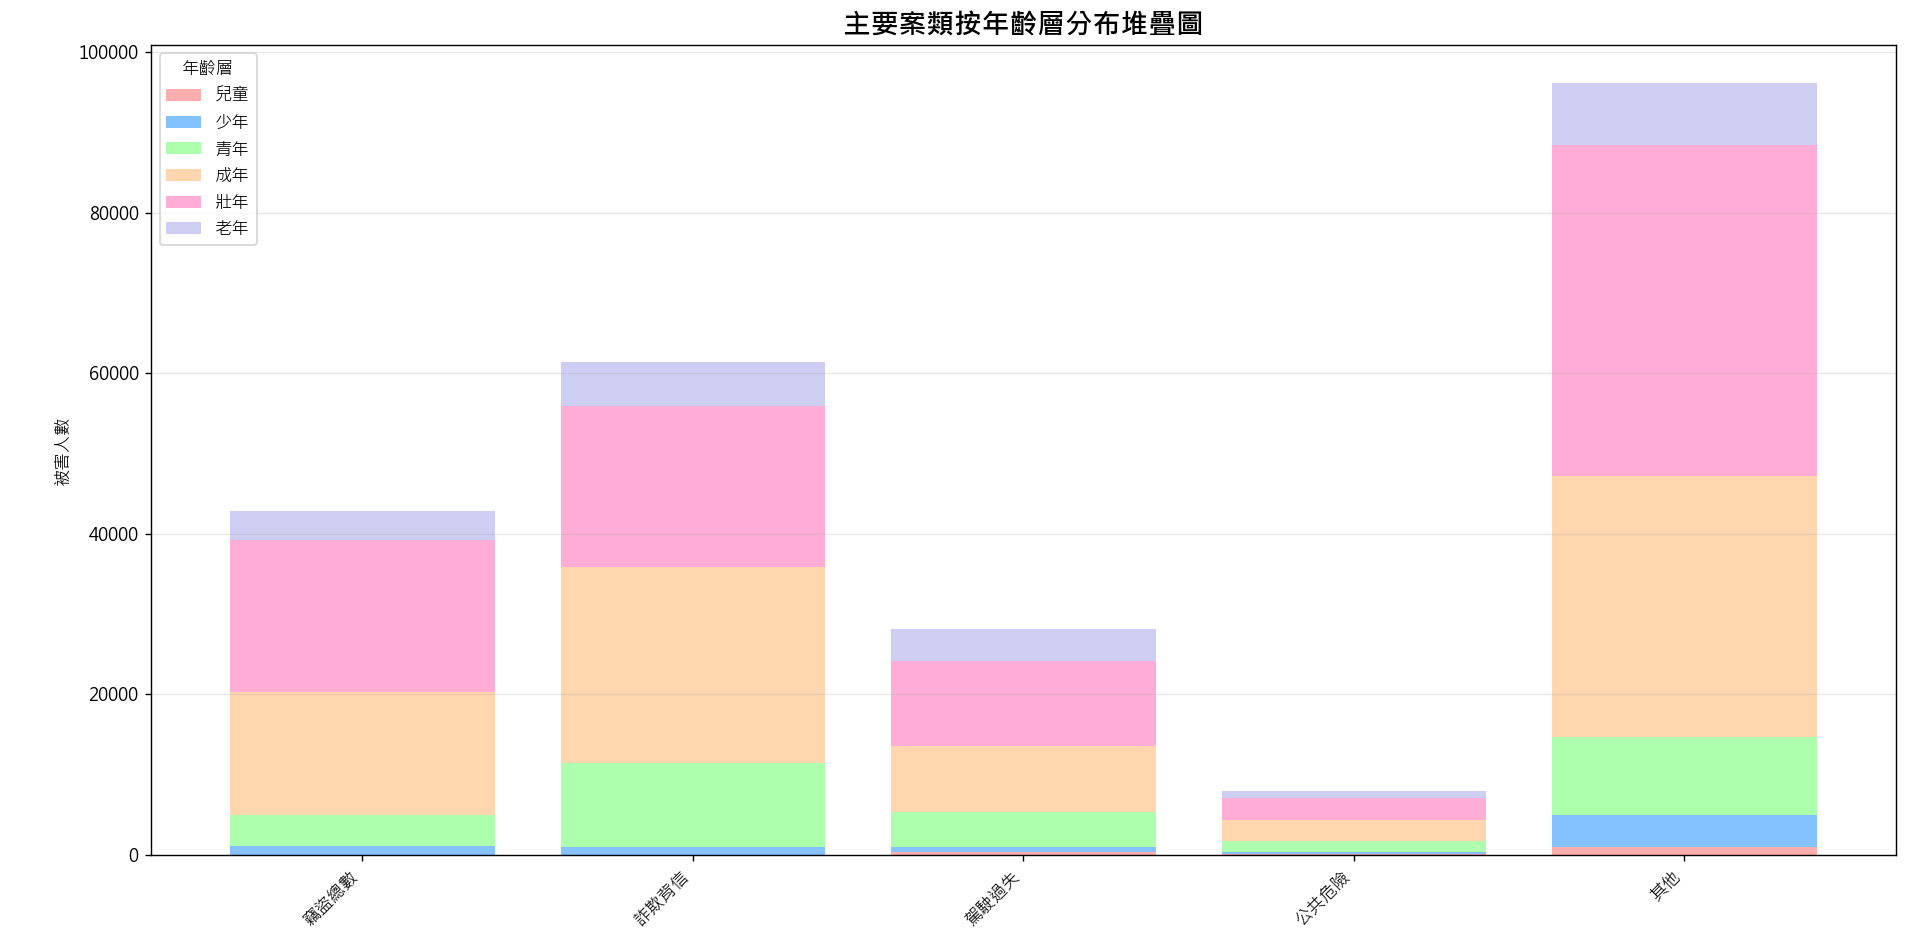 主要案類按年齡層分布堆疊圖
100000
80000
60000
40000
20000
0
被害人數
年齡層
兒童
少年
青年
成年
壯年
老年
竊盜總數
詐欺背信
駕駛過失
公共危險
其他